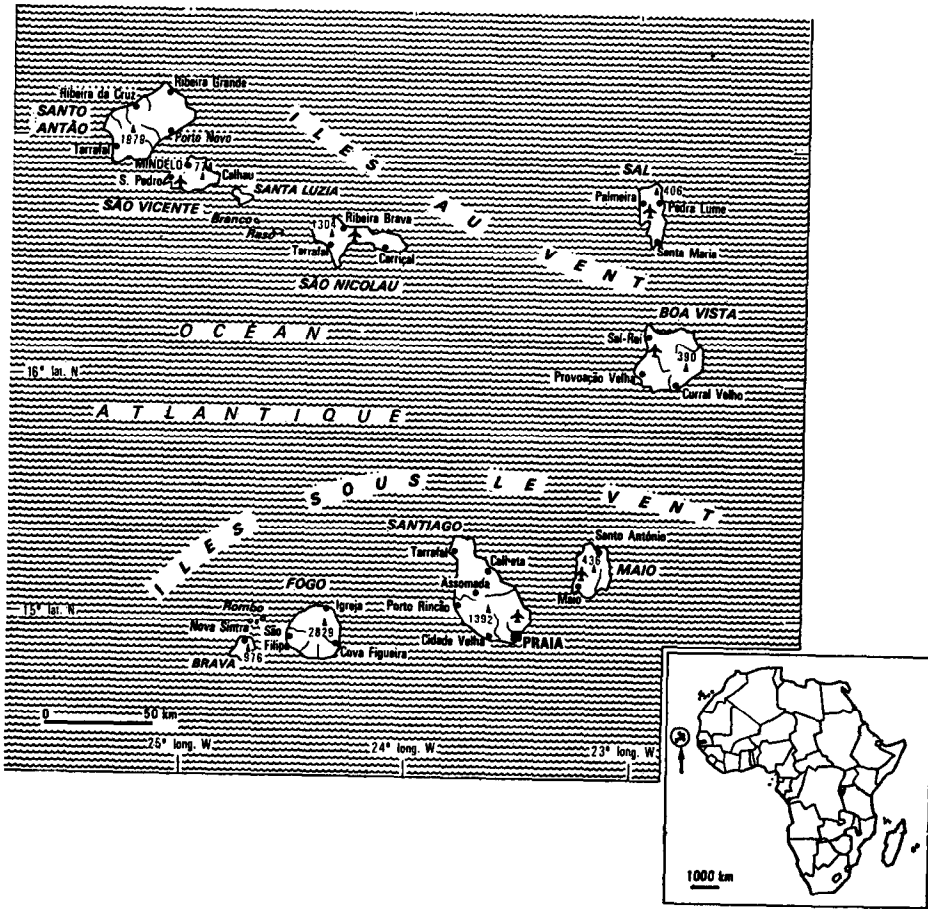 Ribeira Grande
Ribeira da Cruz
SANTO ANTÃO
1979
Porto Novo
Tarrafal
MINDELO
774
S. Pedro
Calhau
SÃO VICENTE
SANTA LUZIA
Branco
Raso
1304
Ribeira Brava
Tarrafal
Carriçal
SÃO NICOLAU
ILES AU VENT
SAL
406
Palmeira
Pedra Lume
Santa Maria
BOA VISTA
Sal-Rei
390
Provoação Velha
Curral Velho
OCÉAN
16° lat. N
ATLANTIQUE
ILES SOUS LE VENT
SANTIAGO
Tarrafal
Assomada
Porto Rincão
1392
Cidade Velha
PRAIA
Santo António
436
MAIO
Maio
15° lat. N
FOGO
Rombo
Igreja
Nova Sintra
São Filipe
2829
Cova Figueira
BRAVA
976
0 50 km
25° long. W
24° long. W
23° long. W
1000 km